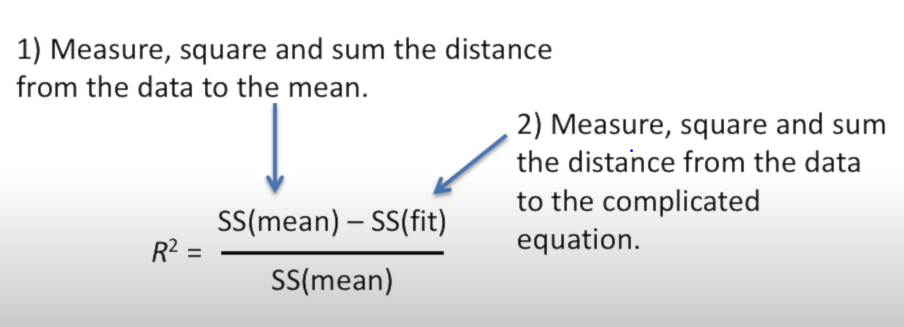 1) Measure, square and sum the distance
from the data to the mean.
2) Measure, square and sum
the distance from the data
to the complicated
equation.
SS(mean) – SS(fit)
R² =
SS(mean)